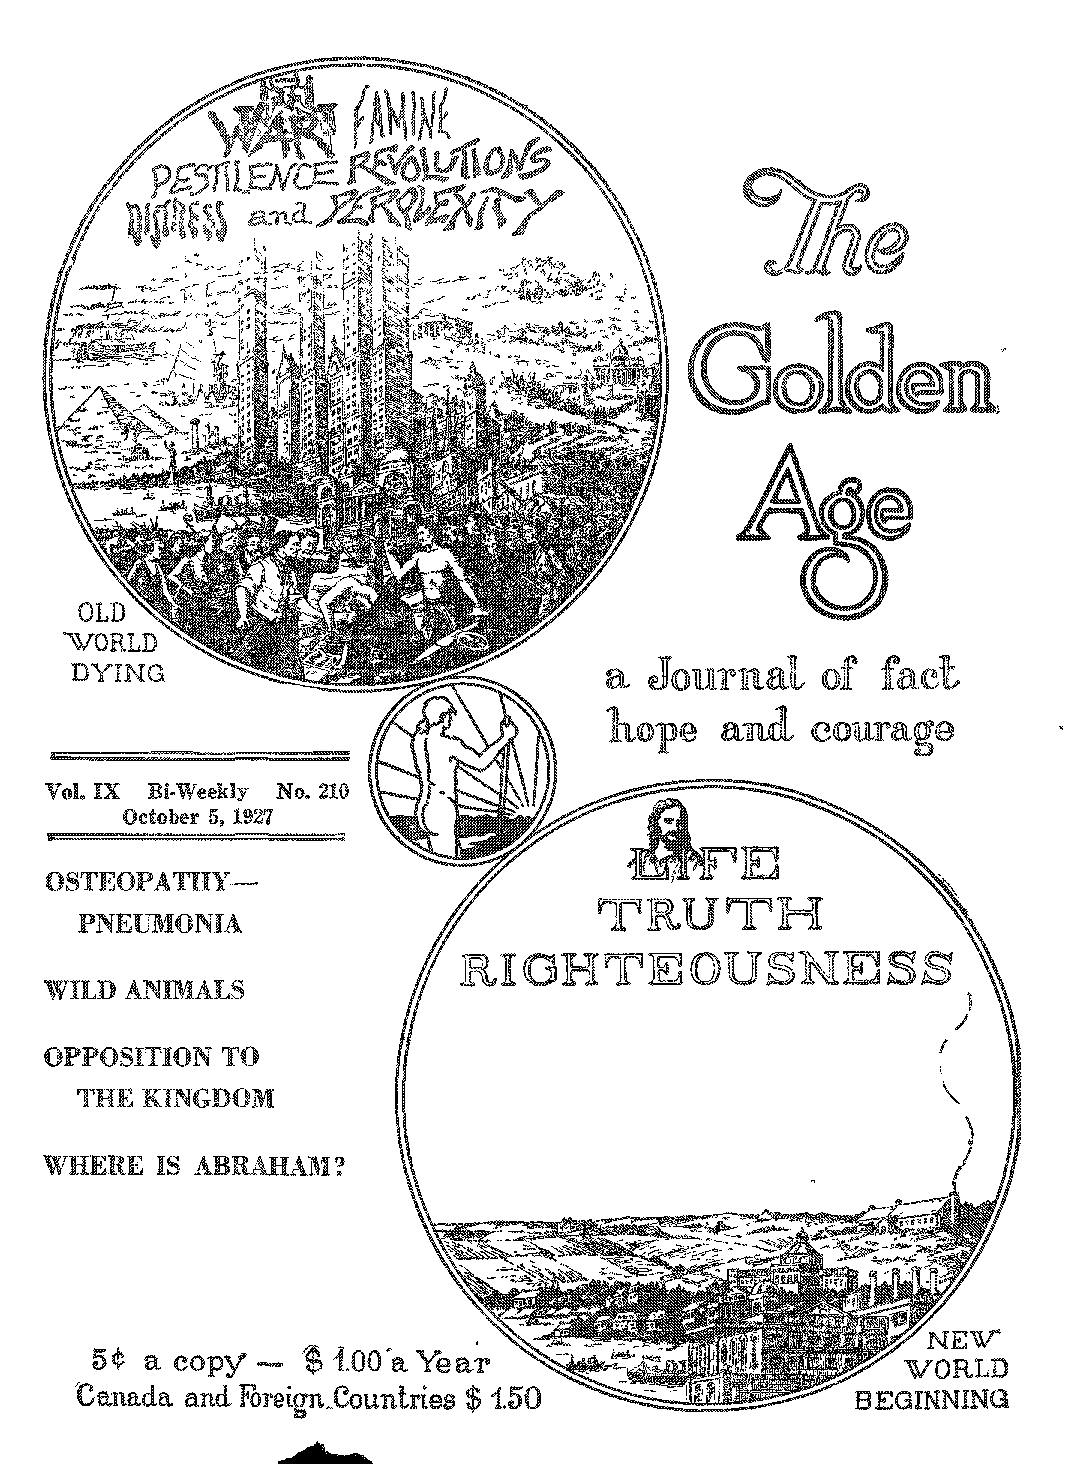 WAR FAMINE
PESTILENCE REVOLUTIONS
DISTRESS and PERPLEXITY
The
Golden
Age
OLD
WORLD
DYING
a Journal of fact
hope and courage
Vol. IX Bi-Weekly No. 210
October 5, 1927
OSTEOPATHY—
PNEUMONIA
WILD ANIMALS
OPPOSITION TO
THE KINGDOM
WHERE IS ABRAHAM?
LIFE
TRUTH
RIGHTEOUSNESS
NEW
WORLD
BEGINNING
5¢ a copy — $ 1.00 a Year
Canada and Foreign Countries $ 1.50